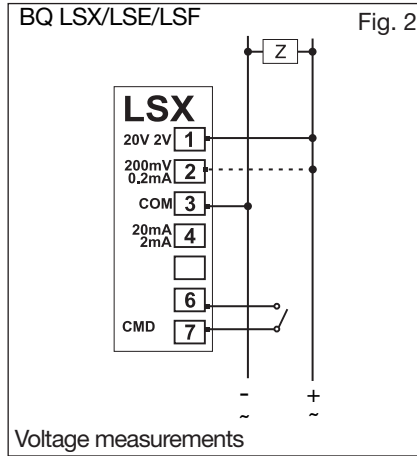 BQ LSX/LSE/LSF
Fig. 2
Z
LSX
20V 2V 1
200mV
0.2mA 2
COM 3
20mA
2mA 4
6
CMD 7
- +
~ ~
Voltage measurements